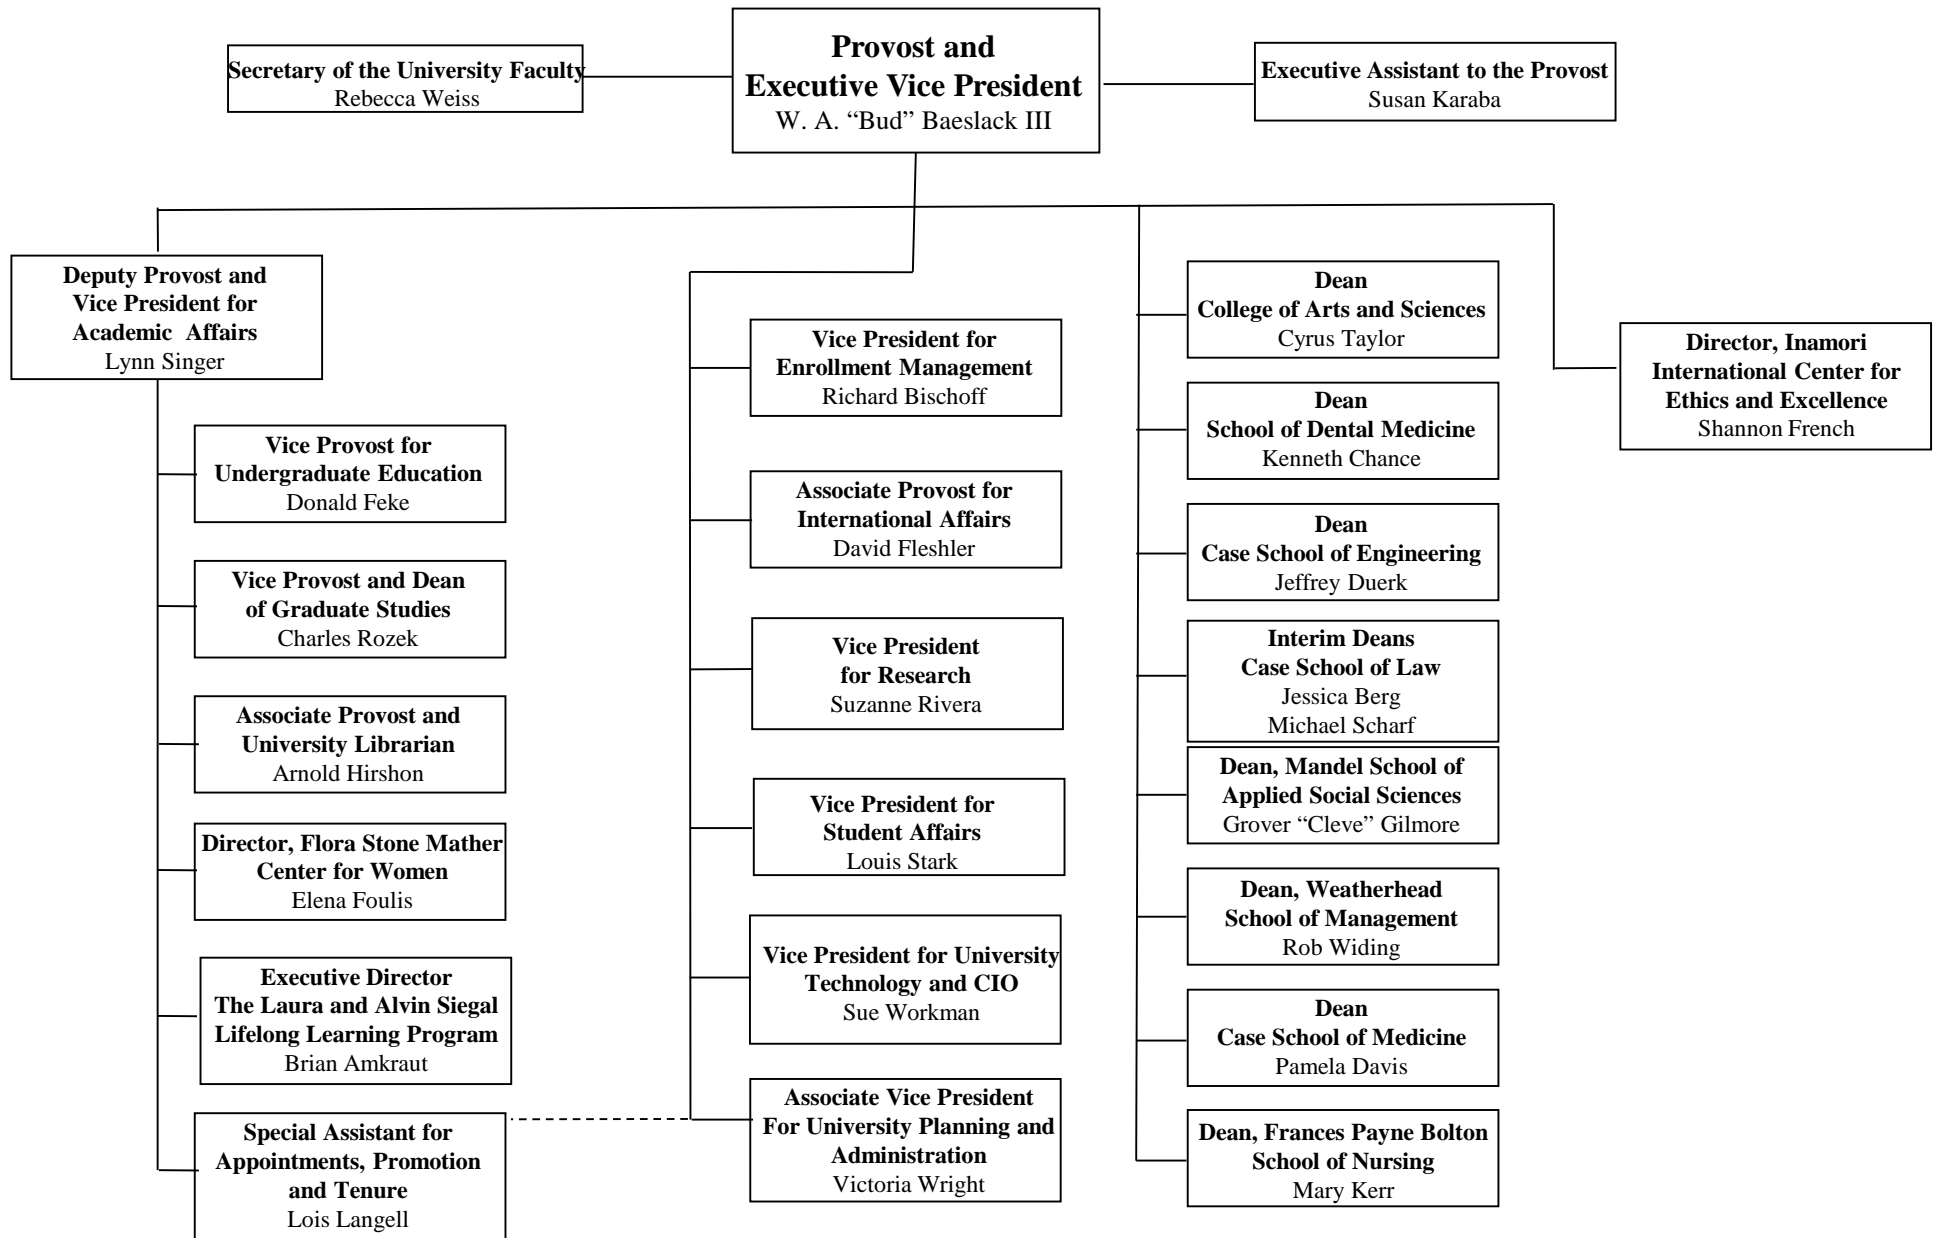 Provost and
Executive Vice President
W. A. “Bud” Baeslack III
Secretary of the University Faculty
Rebecca Weiss
Executive Assistant to the Provost
Susan Karaba
Deputy Provost and
Vice President for
Academic Affairs
Lynn Singer
Vice Provost for
Undergraduate Education
Donald Feke
Vice Provost and Dean
of Graduate Studies
Charles Rozek
Associate Provost and
University Librarian
Arnold Hirshon
Director, Flora Stone Mather
Center for Women
Elena Foulis
Executive Director
The Laura and Alvin Siegal
Lifelong Learning Program
Brian Amkraut
Special Assistant for
Appointments, Promotion
and Tenure
Lois Langell
Vice President for
Enrollment Management
Richard Bischoff
Associate Provost for
International Affairs
David Fleshler
Vice President
for Research
Suzanne Rivera
Vice President for
Student Affairs
Louis Stark
Vice President for University
Technology and CIO
Sue Workman
Associate Vice President
For University Planning and
Administration
Victoria Wright
Dean
College of Arts and Sciences
Cyrus Taylor
Dean
School of Dental Medicine
Kenneth Chance
Dean
Case School of Engineering
Jeffrey Duerk
Interim Deans
Case School of Law
Jessica Berg
Michael Scharf
Dean, Mandel School of
Applied Social Sciences
Grover “Cleve” Gilmore
Dean, Weatherhead
School of Management
Rob Widing
Dean
Case School of Medicine
Pamela Davis
Dean, Frances Payne Bolton
School of Nursing
Mary Kerr
Director, Inamori
International Center for
Ethics and Excellence
Shannon French